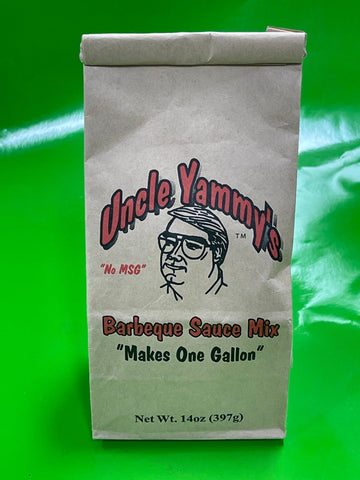 Uncle Yammy's
TM
"No MSG"
Barbeque Sauce Mix
"Makes One Gallon"
Net Wt. 14oz (397g)